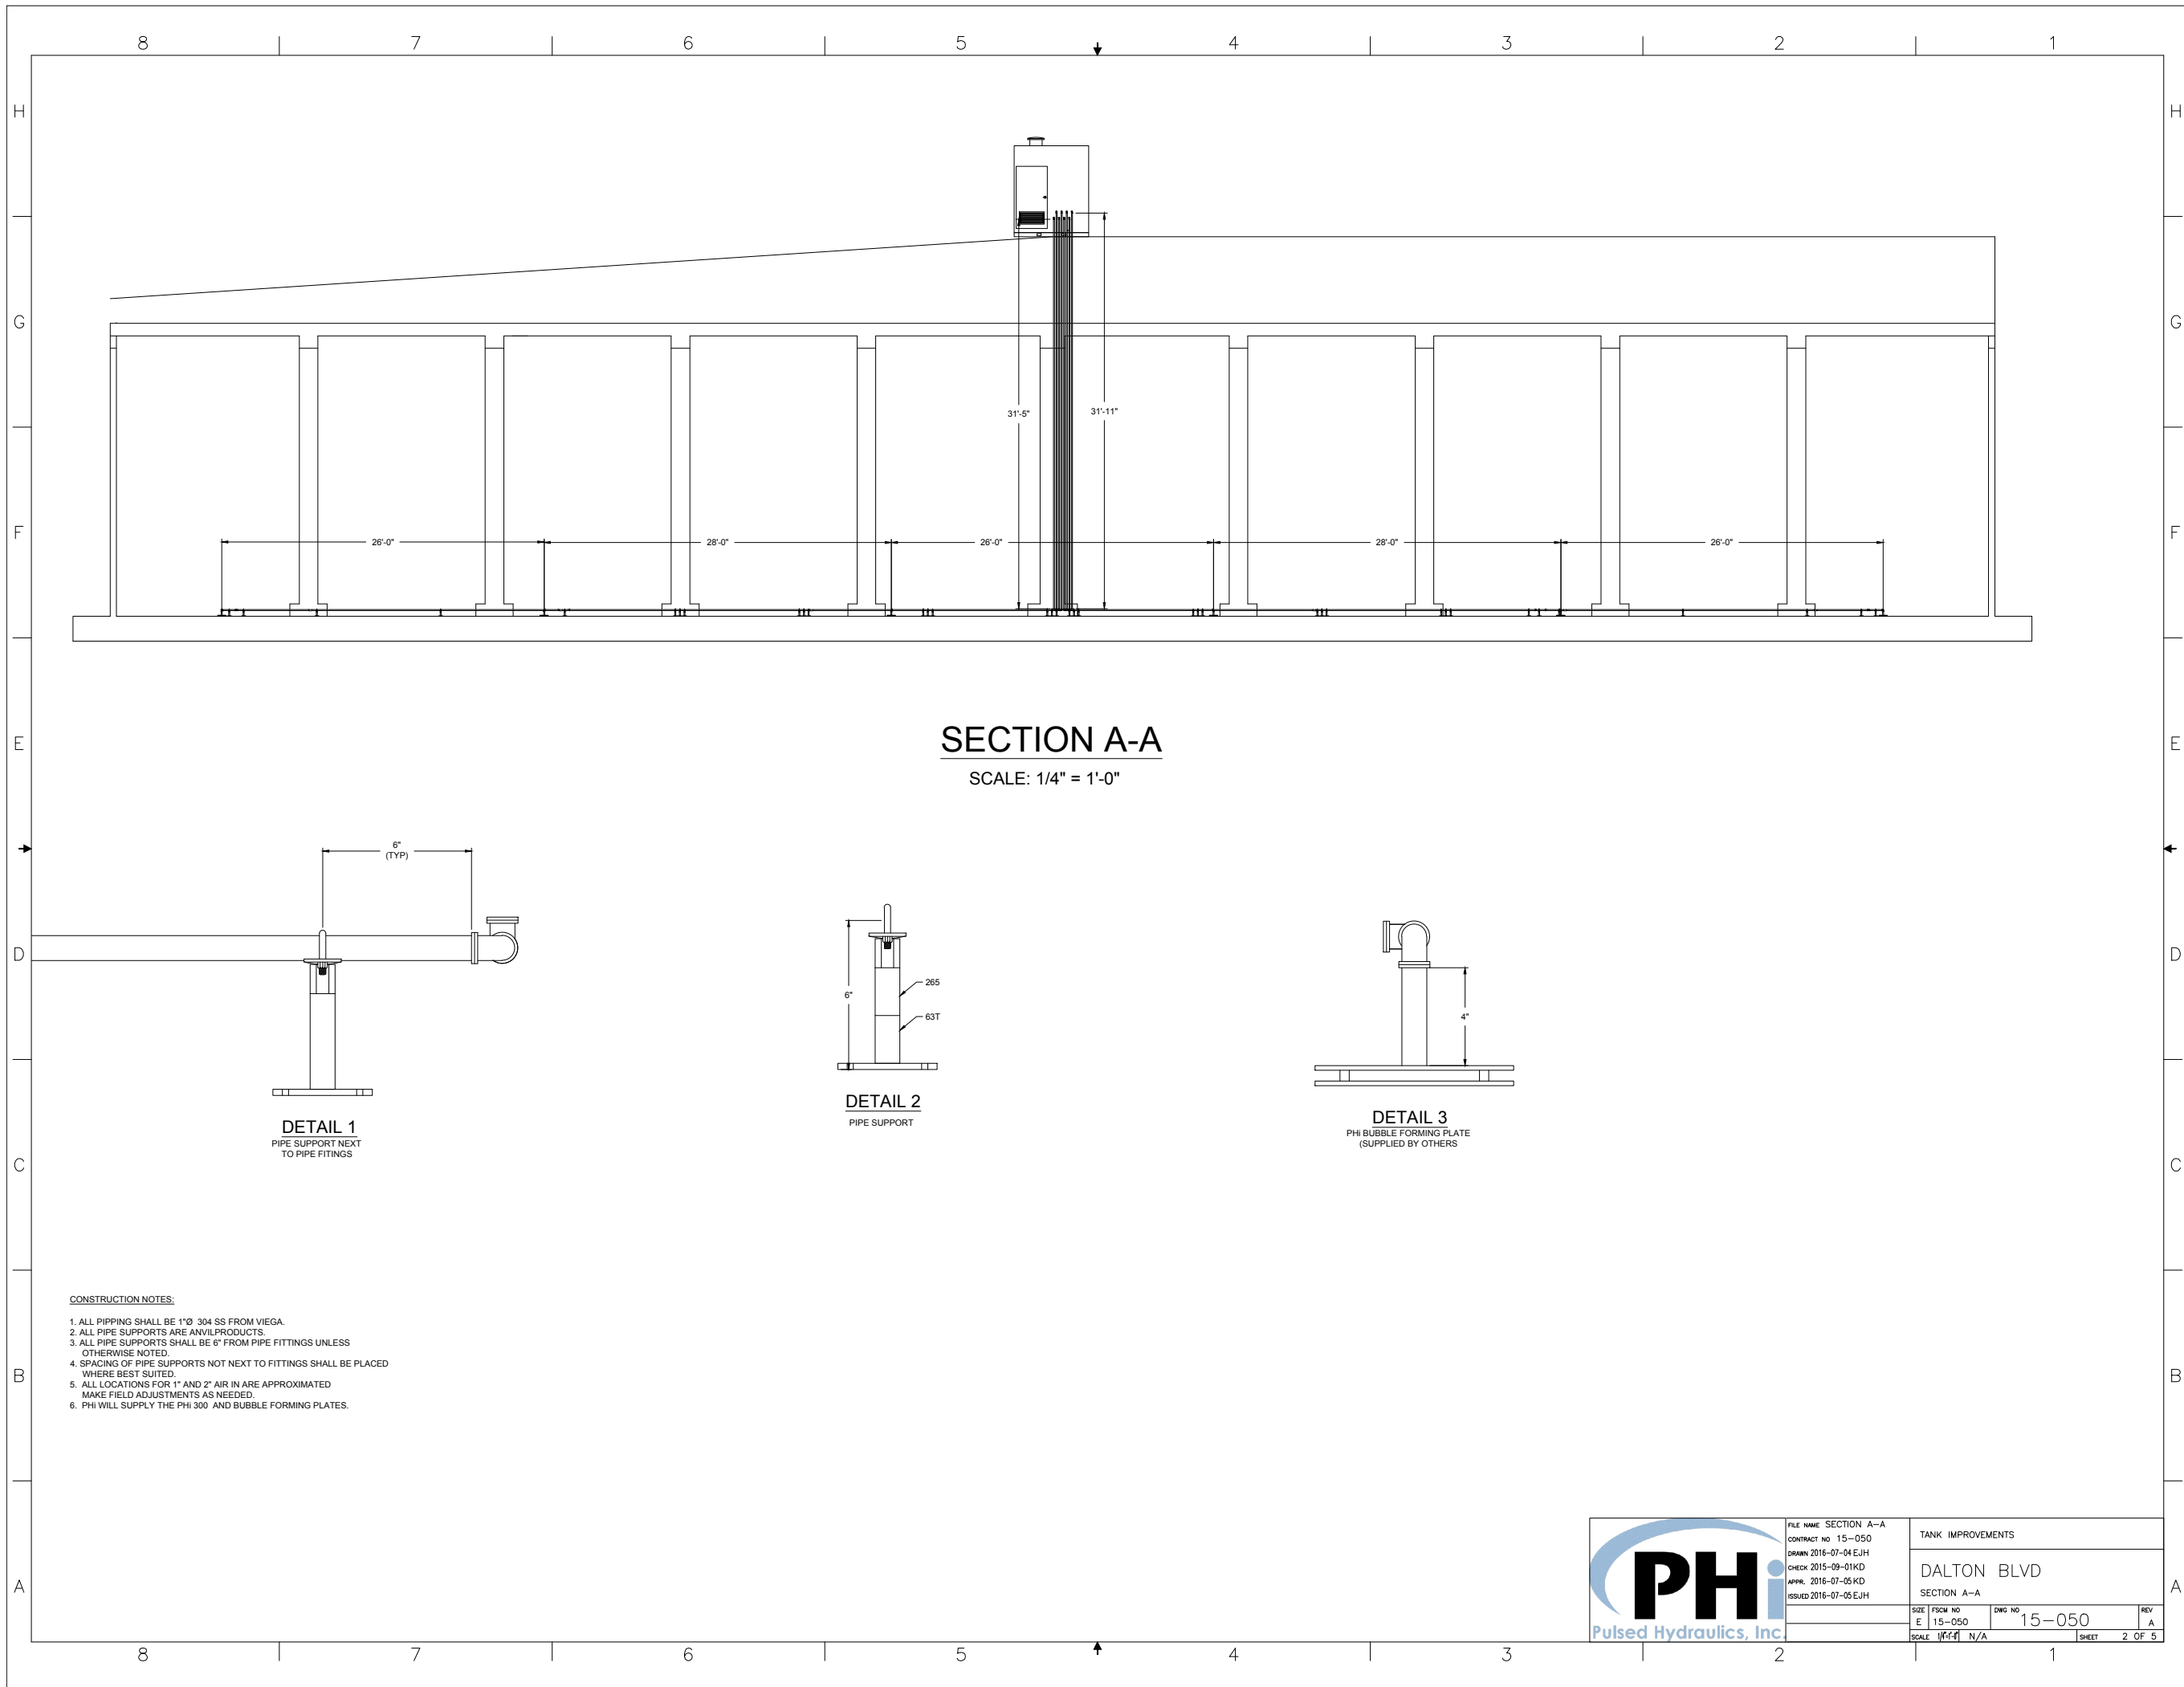 8 7 6 5 4 3 2 1
H H
G G
F F
E E
D D
C C
B B
A A
31'-5" 31'-11"
26'-0" 28'-0" 26'-0" 28'-0" 26'-0"
SECTION A-A
SCALE: 1/4" = 1'-0"
6"
(TYP)
DETAIL 1
PIPE SUPPORT NEXT
TO PIPE FITINGS
6"
265
63T
DETAIL 2
PIPE SUPPORT
4"
DETAIL 3
PHi BUBBLE FORMING PLATE
(SUPPLIED BY OTHERS
CONSTRUCTION NOTES:
1. ALL PIPPING SHALL BE 1"Ø 304 SS FROM VIEGA.
2. ALL PIPE SUPPORTS ARE ANVILPRODUCTS.
3. ALL PIPE SUPPORTS SHALL BE 6" FROM PIPE FITTINGS UNLESS
OTHERWISE NOTED.
4. SPACING OF PIPE SUPPORTS NOT NEXT TO FITTINGS SHALL BE PLACED
WHERE BEST SUITED.
5. ALL LOCATIONS FOR 1" AND 2" AIR IN ARE APPROXIMATED
MAKE FIELD ADJUSTMENTS AS NEEDED.
6. PHi WILL SUPPLY THE PHi 300 AND BUBBLE FORMING PLATES.
PHi
Pulsed Hydraulics, Inc.
FILE NAME SECTION A-A
CONTRACT NO 15-050
DRAWN 2016-07-04 EJH
CHECK 2015-09-01KD
APPR. 2016-07-05 KD
ISSUED 2016-07-05 EJH
TANK IMPROVEMENTS
DALTON BLVD
SECTION A-A
SIZE FSCM NO DWG NO REV
E 15-050 15-050 A
SCALE N/A SHEET 2 OF 5
8 7 6 5 4 3 2 1